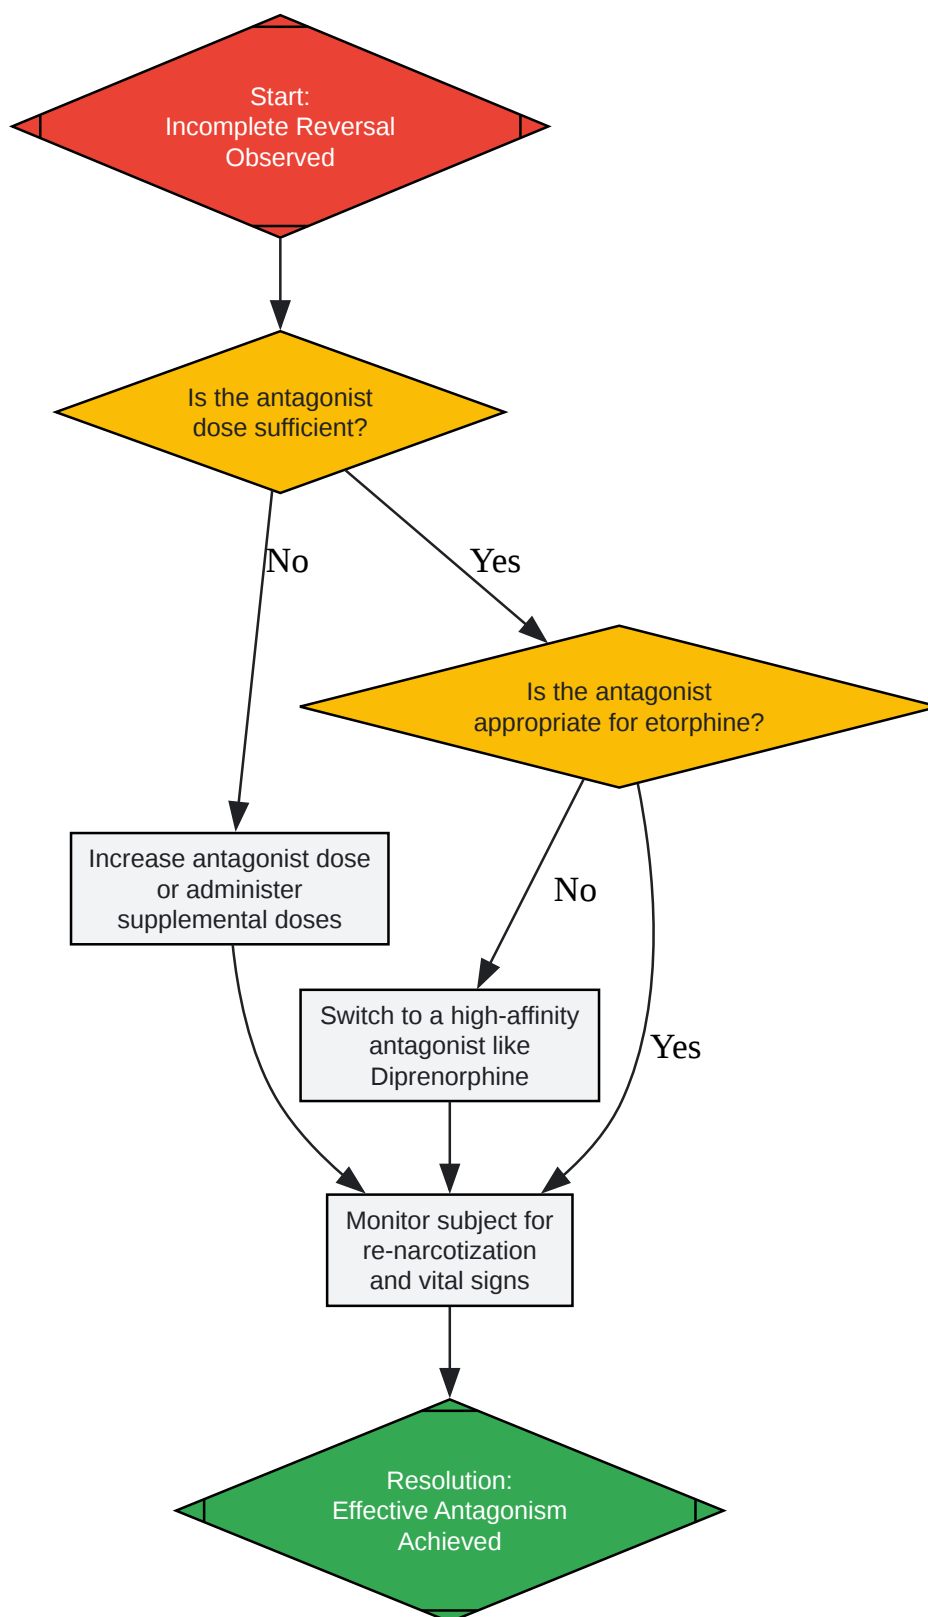 Start:
Incomplete Reversal
Observed
Is the antagonist
dose sufficient?
No
Yes
Is the antagonist
appropriate for etorphine?
Increase antagonist dose
or administer
supplemental doses
No
Switch to a high-affinity
antagonist like
Diprenorphine
Yes
Monitor subject for
re-narcotization
and vital signs
Resolution:
Effective Antagonism
Achieved